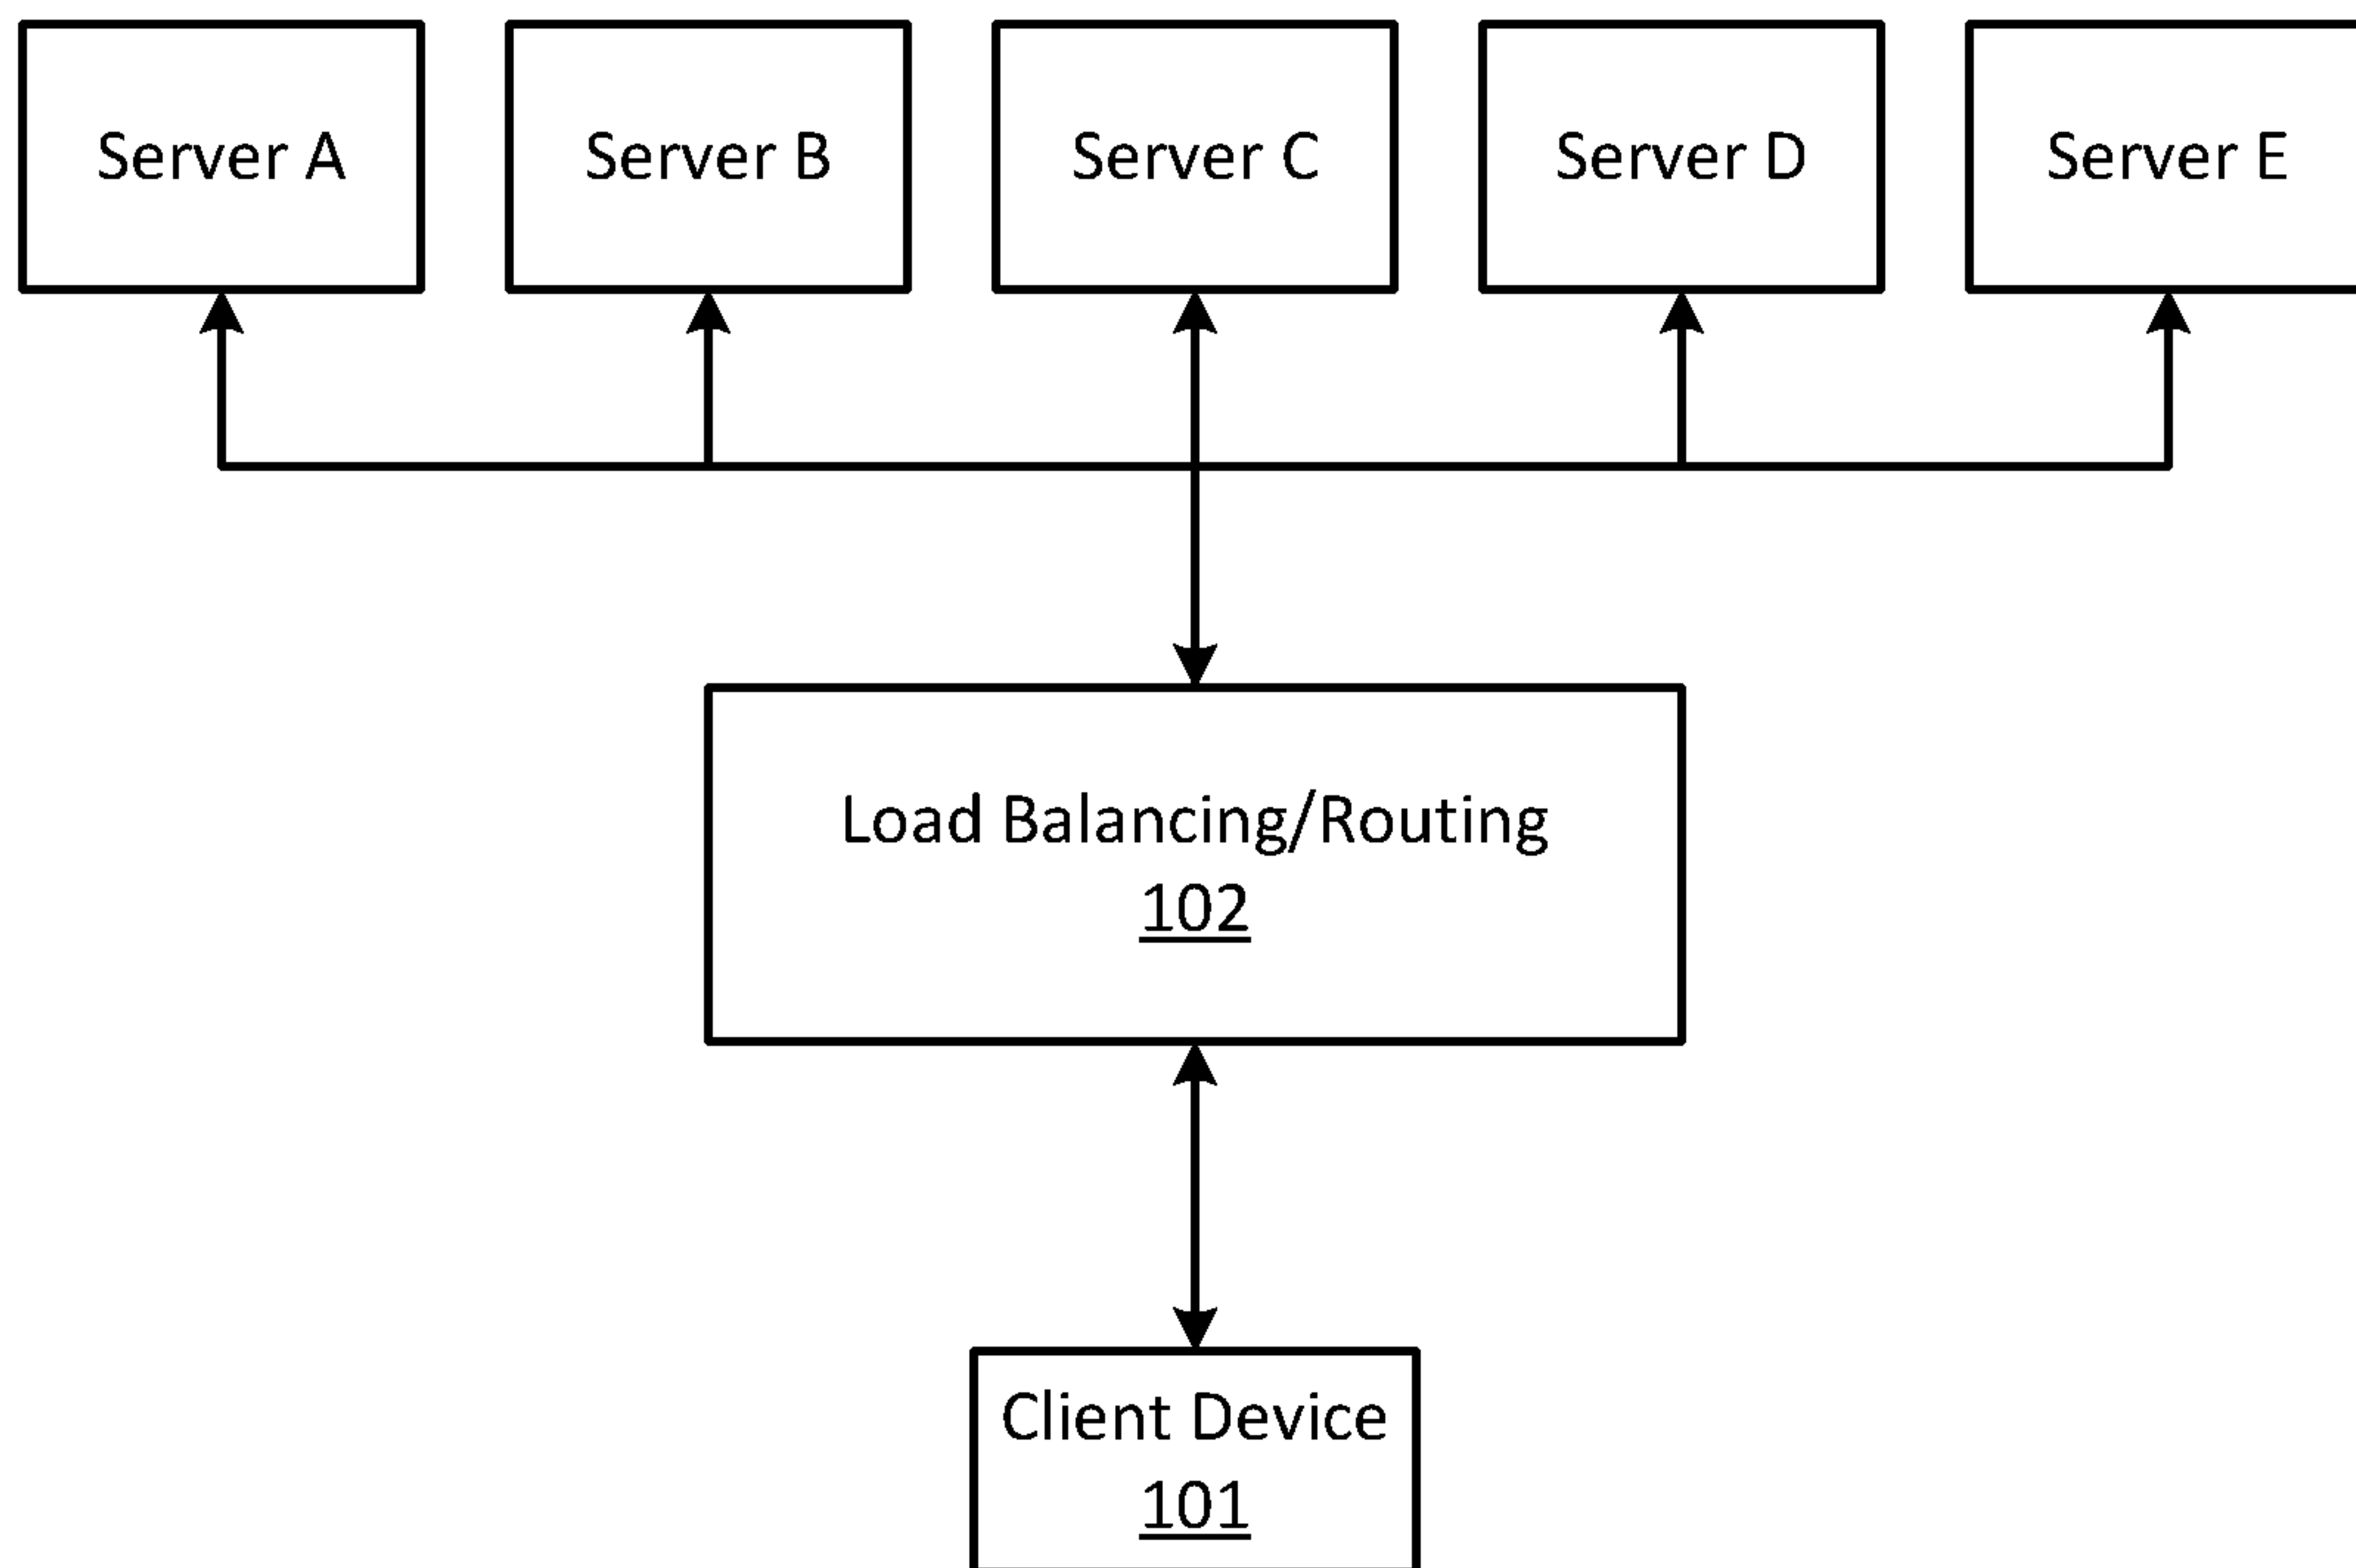 Server A
Server B
Server C
Server D
Server E
Load Balancing/Routing
102
Client Device
101